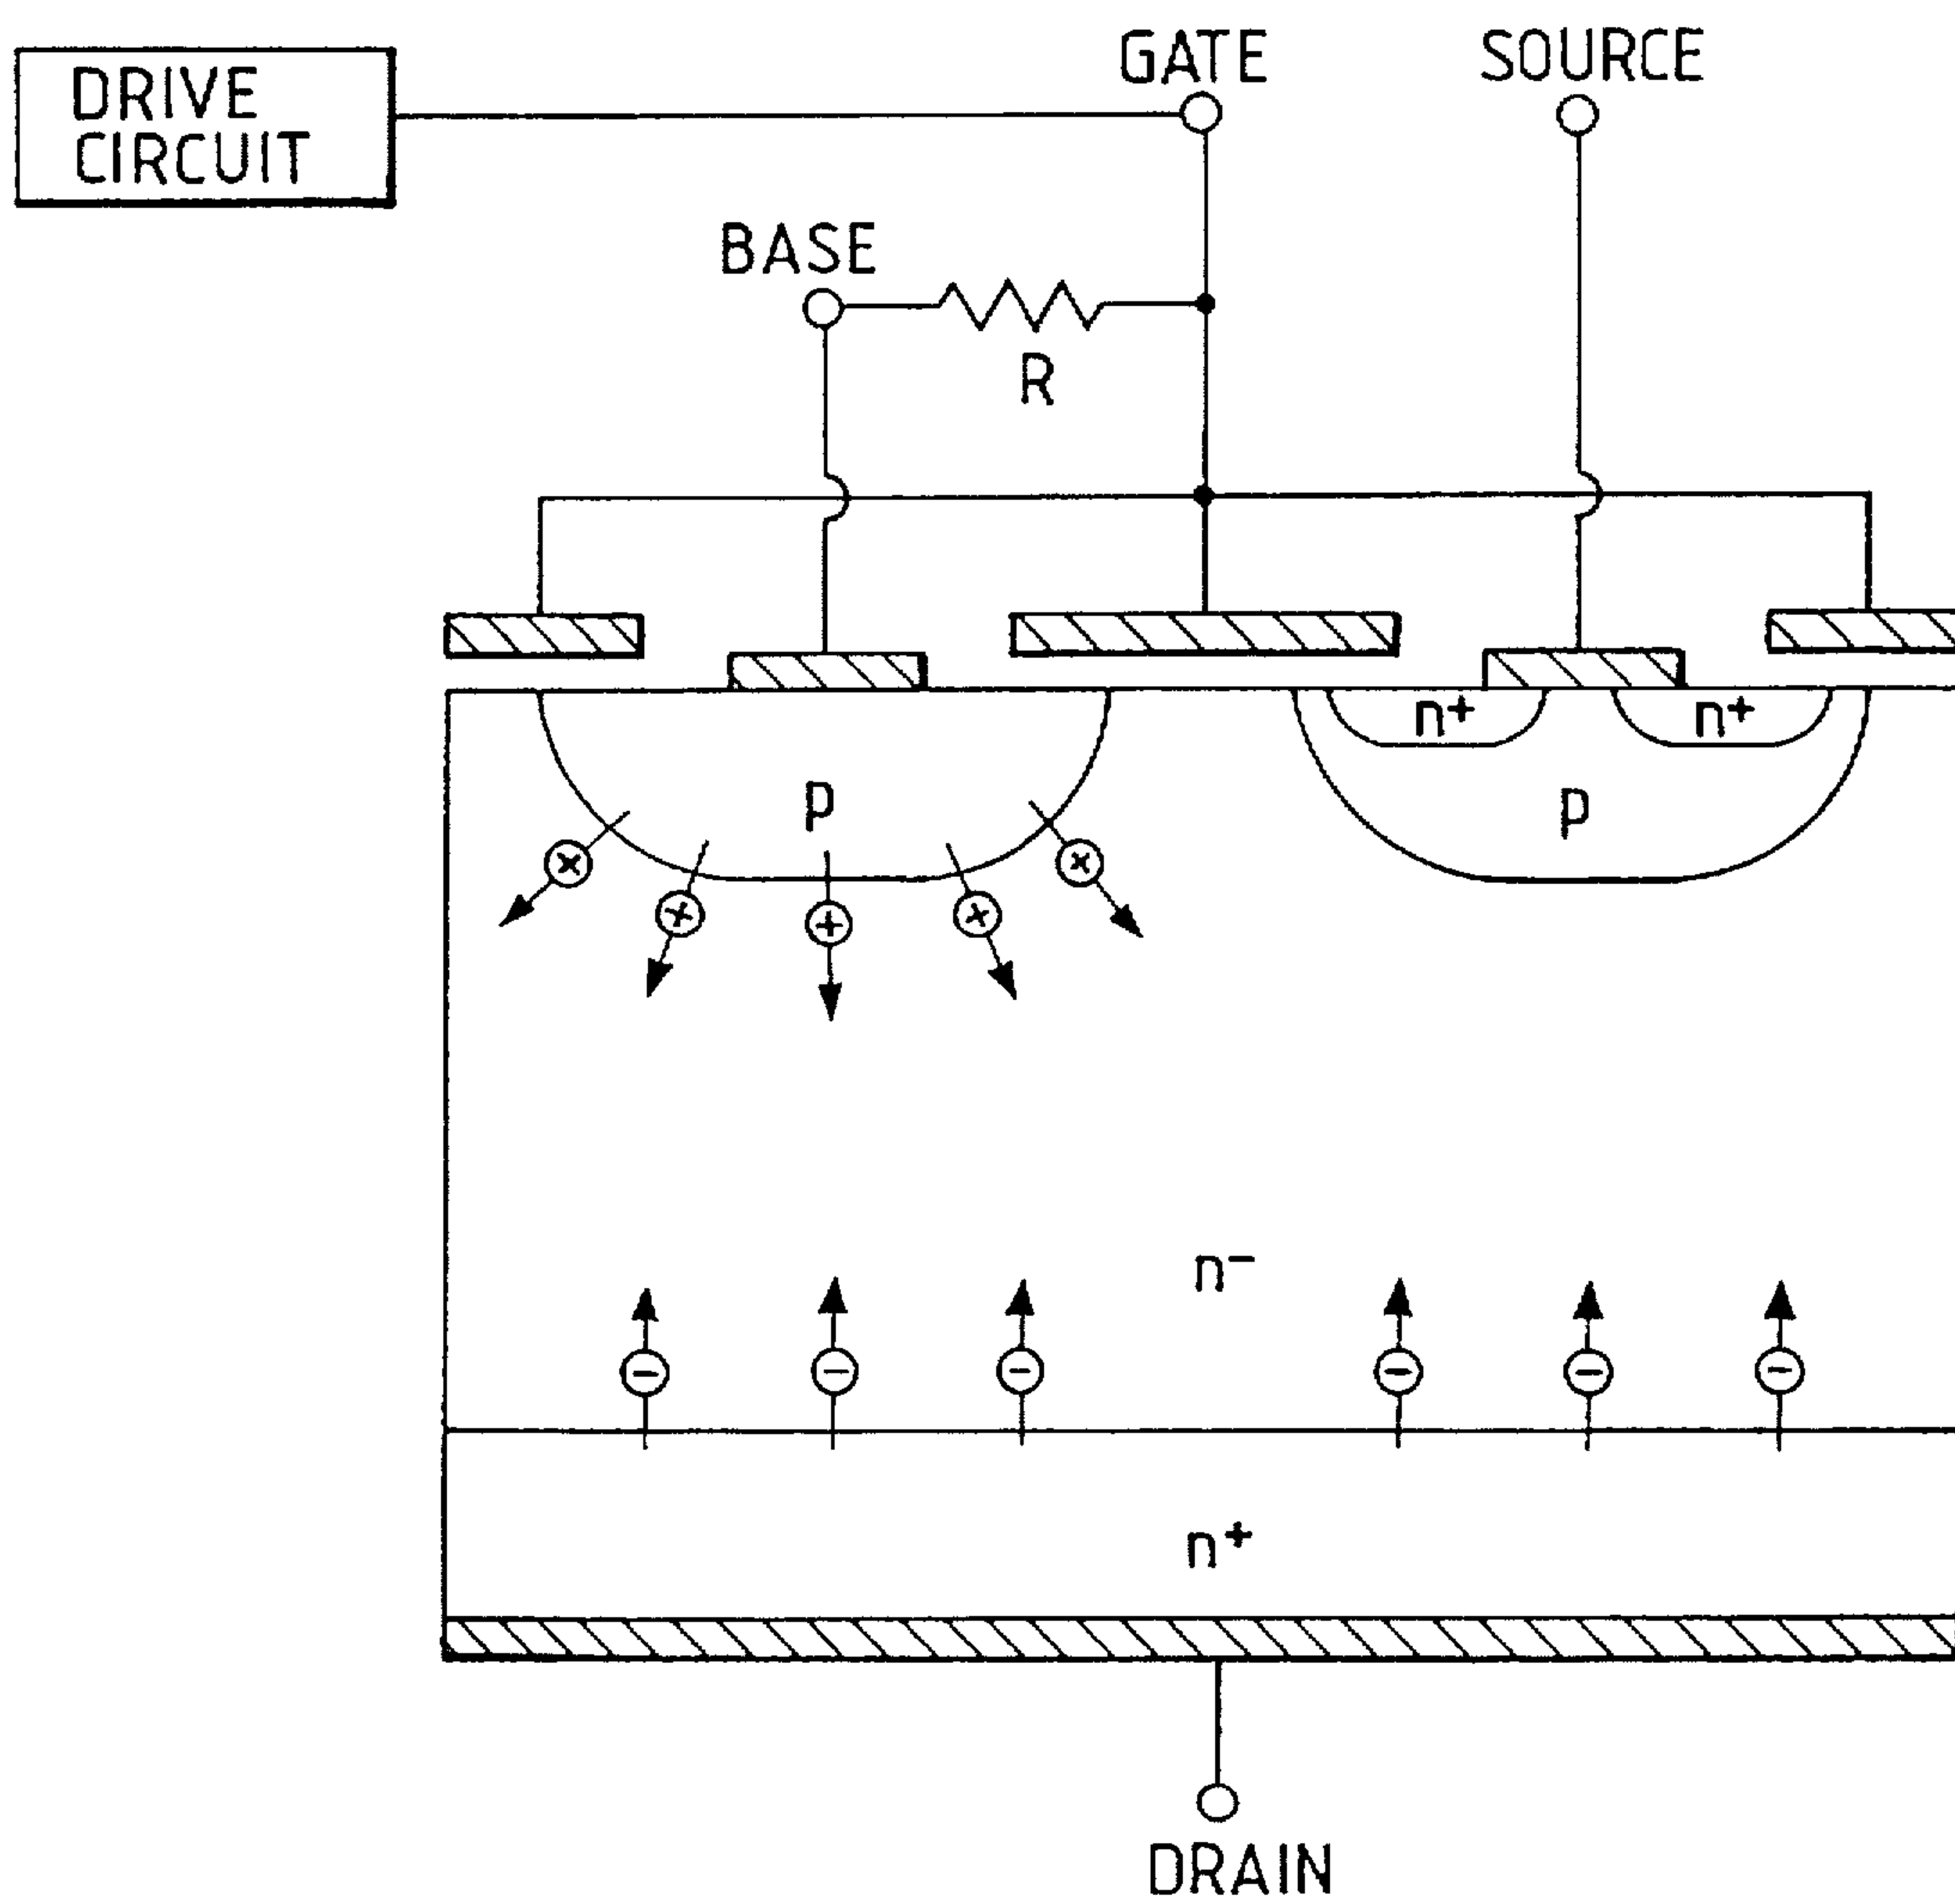 DRIVE
CIRCUIT
GATE
SOURCE
BASE
R
n+
n+
p
p
n−
n+
DRAIN